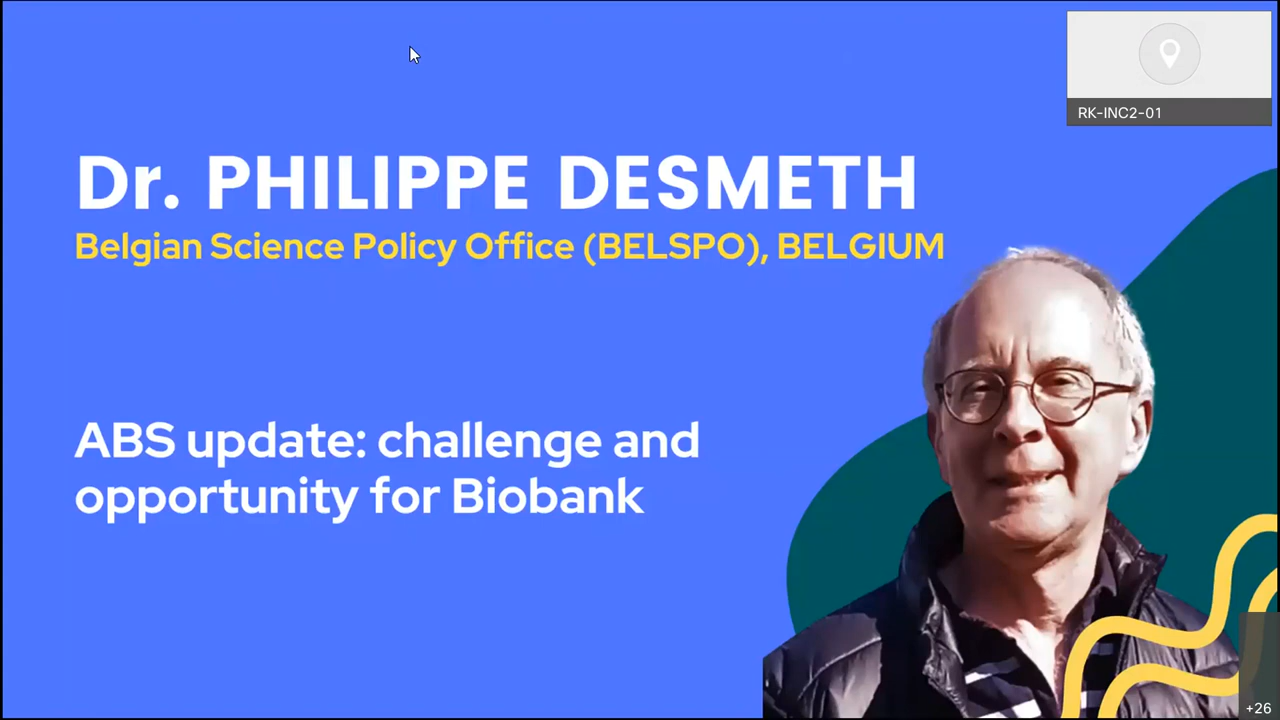 RK-INC2-01
Dr. PHILIPPE DESMETH
Belgian Science Policy Office (BELSPO), BELGIUM
ABS update: challenge and
opportunity for Biobank
+26